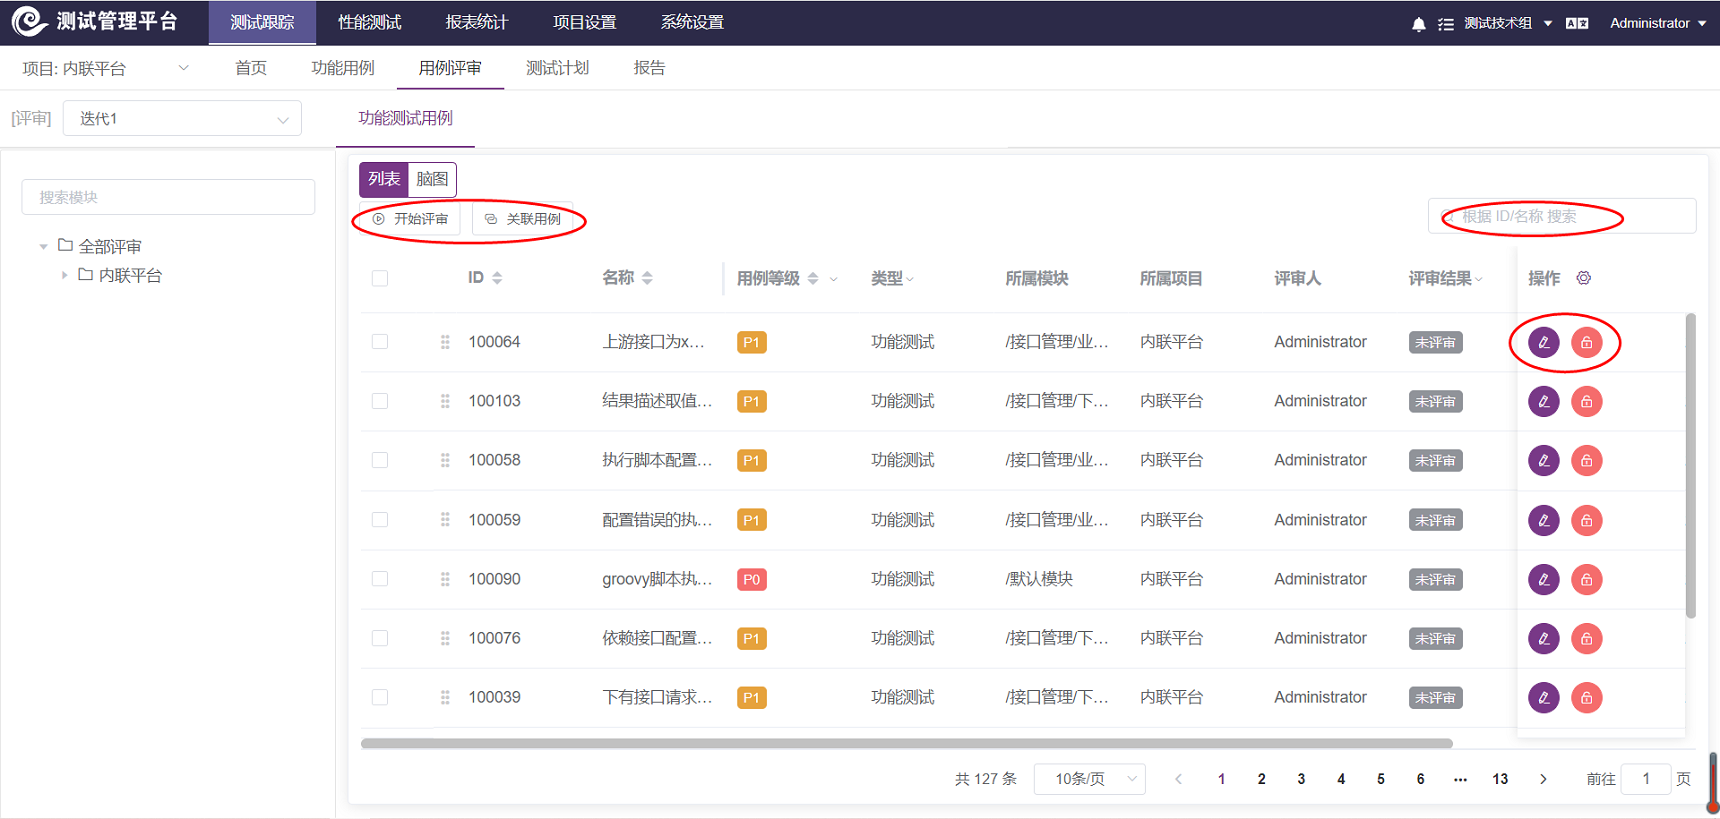 测试管理平台 测试跟踪 性能测试 报表统计 项目设置 系统设置 测试技术组 Administrator
项目: 内联平台 首页 功能用例 用例评审 测试计划 报告
[评审] 迭代1 功能测试用例
列表 脑图
搜索模块
开始评审 关联用例 根据 ID/名称 搜索
全部评审
内联平台
ID 名称 用例等级 类型 所属模块 所属项目 评审人 评审结果 操作
100064 上游接口为x... P1 功能测试 /接口管理/业... 内联平台 Administrator 未评审
100103 结果描述取值... P1 功能测试 /接口管理/下... 内联平台 Administrator 未评审
100058 执行脚本配置... P1 功能测试 /接口管理/业... 内联平台 Administrator 未评审
100059 配置错误的执... P1 功能测试 /接口管理/业... 内联平台 Administrator 未评审
100090 groovy脚本执... P0 功能测试 /默认模块 内联平台 Administrator 未评审
100076 依赖接口配置... P1 功能测试 /接口管理/下... 内联平台 Administrator 未评审
100039 下有接口请求... P1 功能测试 /接口管理/下... 内联平台 Administrator 未评审
共 127 条 10条/页 1 2 3 4 5 6 ... 13 前往 1 页